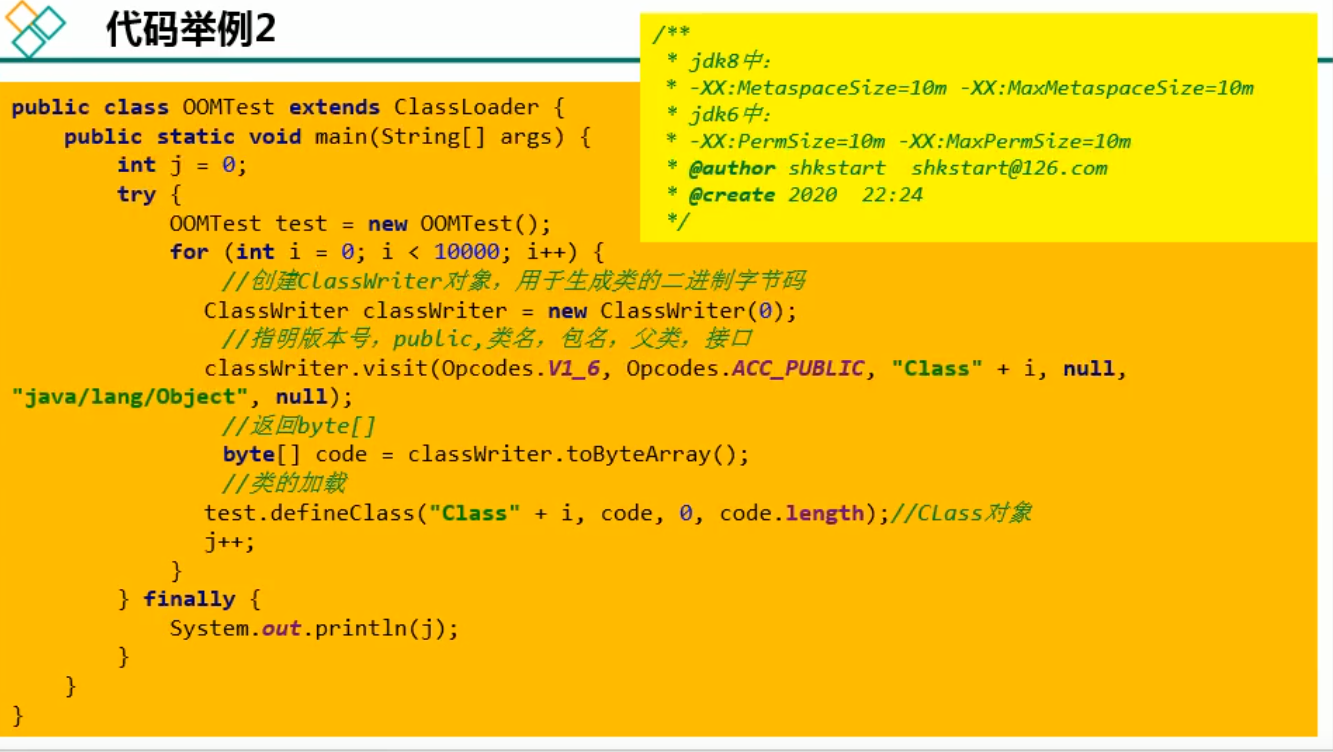 代码举例2
/**
* jdk8中:
* -XX:MetaspaceSize=10m -XX:MaxMetaspaceSize=10m
* jdk6中:
* -XX:PermSize=10m -XX:MaxPermSize=10m
* @author shkstart  shkstart@126.com
* @create 2020  22:24
*/
public class OOMTest extends ClassLoader {
    public static void main(String[] args) {
        int j = 0;
        try {
            OOMTest test = new OOMTest();
            for (int i = 0; i < 10000; i++) {
                //创建ClassWriter对象，用于生成类的二进制字节码
                ClassWriter classWriter = new ClassWriter(0);
                //指明版本号，public,类名，包名，父类，接口
                classWriter.visit(Opcodes.V1_6, Opcodes.ACC_PUBLIC, "Class" + i, null,
"java/lang/Object", null);
                //返回byte[]
                byte[] code = classWriter.toByteArray();
                //类的加载
                test.defineClass("Class" + i, code, 0, code.length);//CLass对象
                j++;
            }
        } finally {
            System.out.println(j);
        }
    }
}